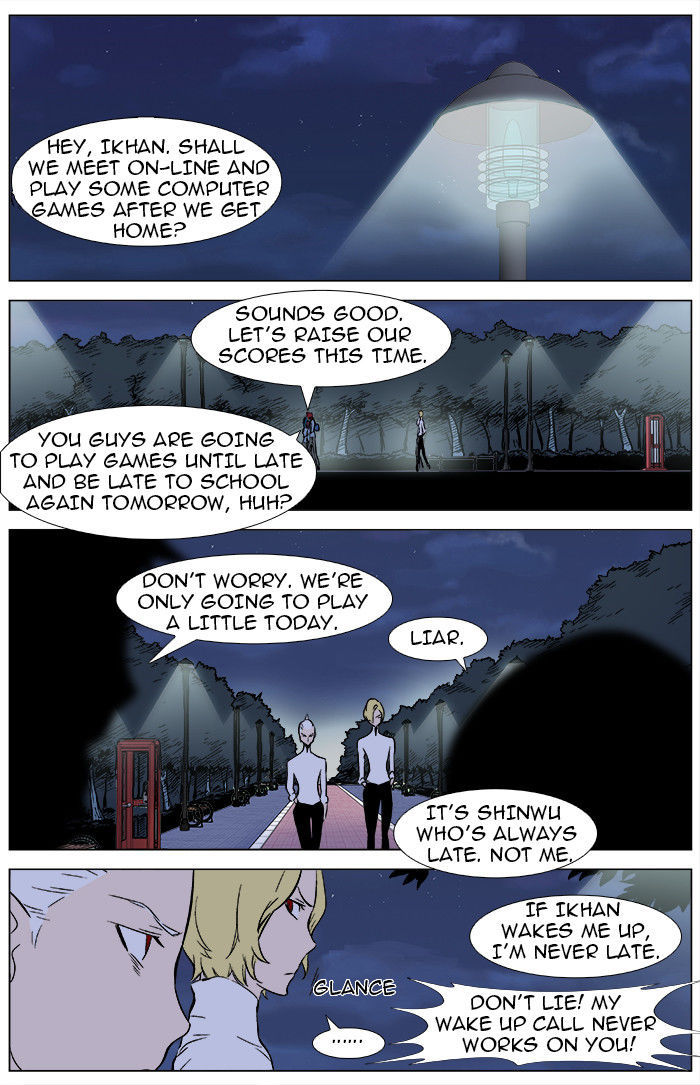 HEY, IKHAN. SHALL
WE MEET ON-LINE AND
PLAY SOME COMPUTER
GAMES AFTER WE GET
HOME?
SOUNDS GOOD.
LET'S RAISE OUR
SCORES THIS TIME.
YOU GUYS ARE GOING
TO PLAY GAMES UNTIL LATE
AND BE LATE TO SCHOOL
AGAIN TOMORROW, HUH?
DON'T WORRY. WE'RE
ONLY GOING TO PLAY
A LITTLE TODAY.
LIAR.
IT'S SHINWU
WHO'S ALWAYS
LATE. NOT ME.
IF IKHAN
WAKES ME UP,
I'M NEVER LATE.
GLANCE
DON'T LIE! MY
WAKE UP CALL NEVER
WORKS ON YOU!
......